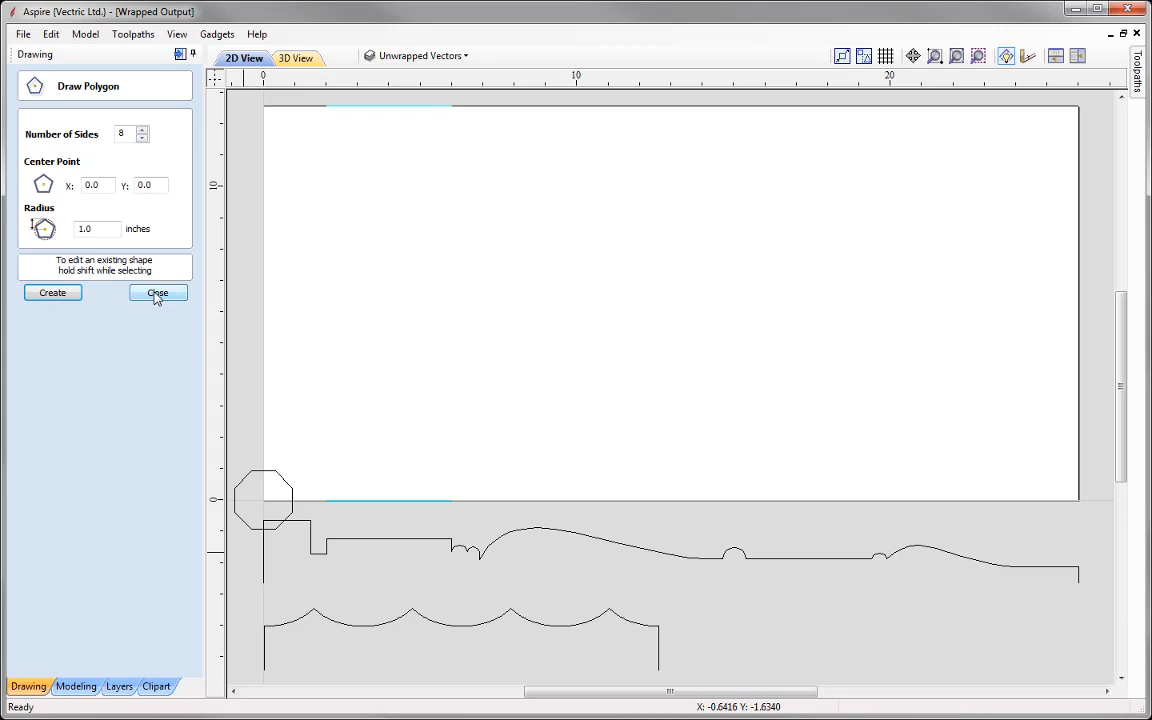 Aspire {Vectric Ltd.} - [Wrapped Output]
File Edit Model Toolpaths View Gadgets Help
Drawing
2D View 3D View Unwrapped Vectors
Toolpaths
Draw Polygon
0 10 20
Number of Sides 8
Center Point
X: 0.0 Y: 0.0
10
Radius
1.0 inches
To edit an existing shape
hold shift while selecting
Create Close
0
Drawing Modeling Layers Clipart
Ready X: -0.6416 Y: -1.6340